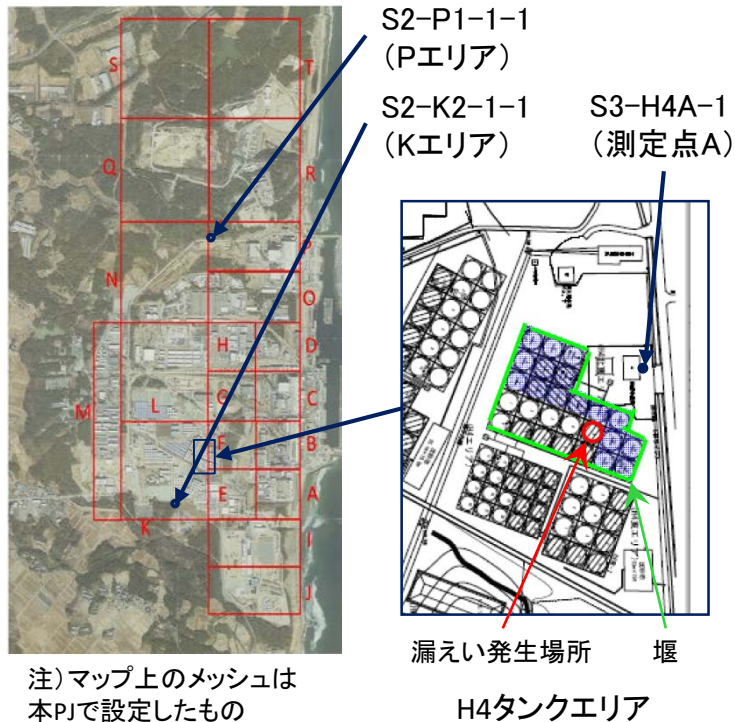 S2-P1-1-1
(Pエリア)
S2-K2-1-1
(Kエリア)
S3-H4A-1
(測定点A)
S
T
Q
R
P
N
O
H
D
G
C
M
L
F
B
E
A
K
I
J
漏えい発生場所
堰
注)マップ上のメッシュは
本PJで設定したもの
H4タンクエリア